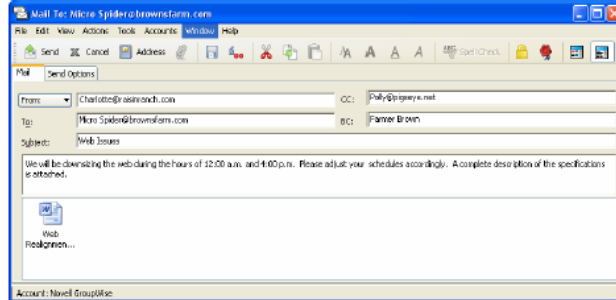 Mail To: Micro Spider@brownsfarm.com
File Edit View Actions Tools Accounts Window Help
Send Cancel Address Spell Check
Mail Send Options
From: Charlotte@raisinranch.com CC: Polly@pigseye.net
To: Micro Spider@brownsfarm.com BC: Farmer Brown
Subject: Web Issues
We will be downsizing the web during the hours of 12:00 a.m. and 4:00 p.m. Please adjust your schedules accordingly. A complete description of the specifications
is attached.
Web
Realignmen...
Account: Novell GroupWise